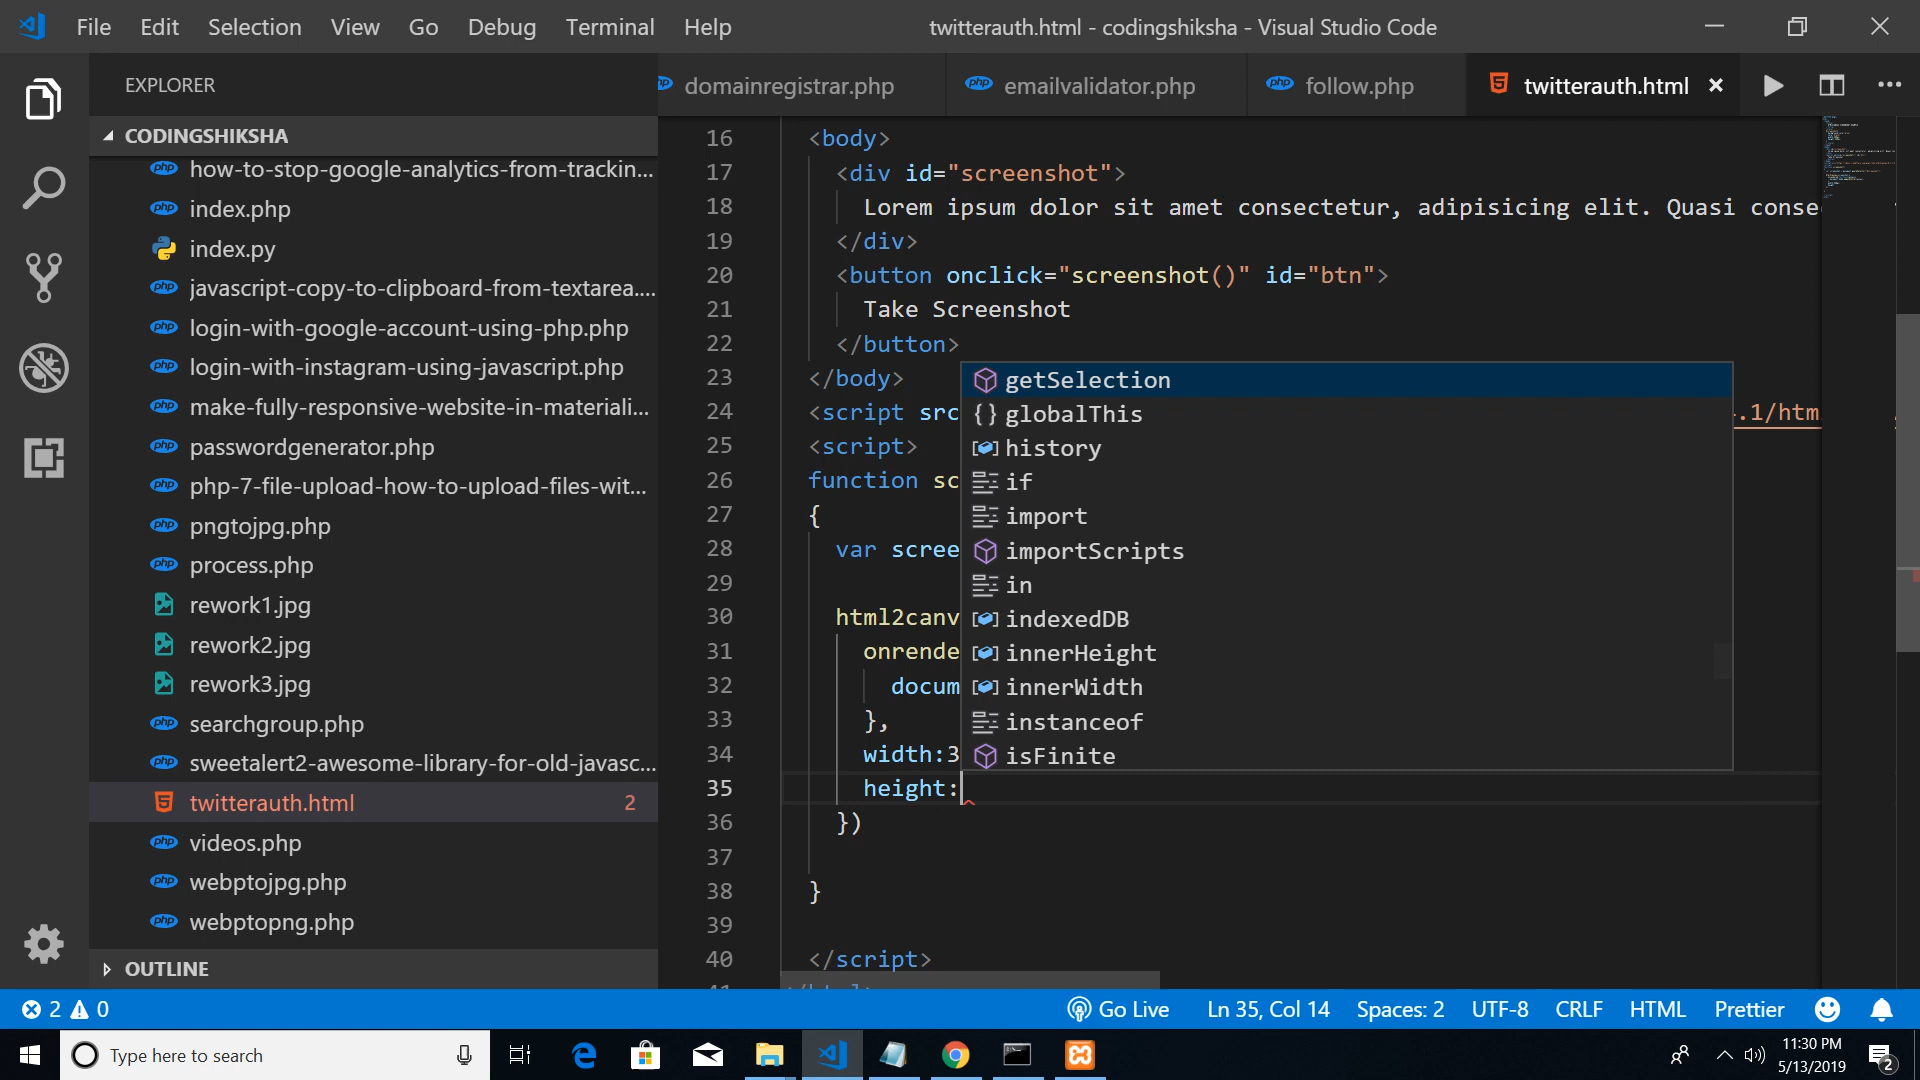 File Edit Selection View Go Debug Terminal Help
twitterauth.html - codingshiksha - Visual Studio Code
EXPLORER
domainregistrar.php
emailvalidator.php
follow.php
twitterauth.html
CODINGSHIKSHA
how-to-stop-google-analytics-from-trackin...
index.php
index.py
javascript-copy-to-clipboard-from-textarea....
login-with-google-account-using-php.php
login-with-instagram-using-javascript.php
make-fully-responsive-website-in-materiali...
passwordgenerator.php
php-7-file-upload-how-to-upload-files-wit...
pngtojpg.php
process.php
rework1.jpg
rework2.jpg
rework3.jpg
searchgroup.php
sweetalert2-awesome-library-for-old-javasc...
twitterauth.html 2
videos.php
webptojpg.php
webptopng.php
OUTLINE
16 <body>
17 <div id="screenshot">
18 Lorem ipsum dolor sit amet consectetur, adipisicing elit. Quasi conse
19 </div>
20 <button onclick="screenshot()" id="btn">
21 Take Screenshot
22 </button>
23 </body>
24 <script src .1/htm
25 <script>
26 function sc
27 {
28 var scree
29
30 html2canv
31 onrende
32 docum
33 },
34 width:3
35 height:
36 })
37
38 }
39
40 </script>
getSelection
globalThis
history
if
import
importScripts
in
indexedDB
innerHeight
innerWidth
instanceof
isFinite
2 0
Go Live Ln 35, Col 14 Spaces: 2 UTF-8 CRLF HTML Prettier
Type here to search
11:30 PM
5/13/2019
2